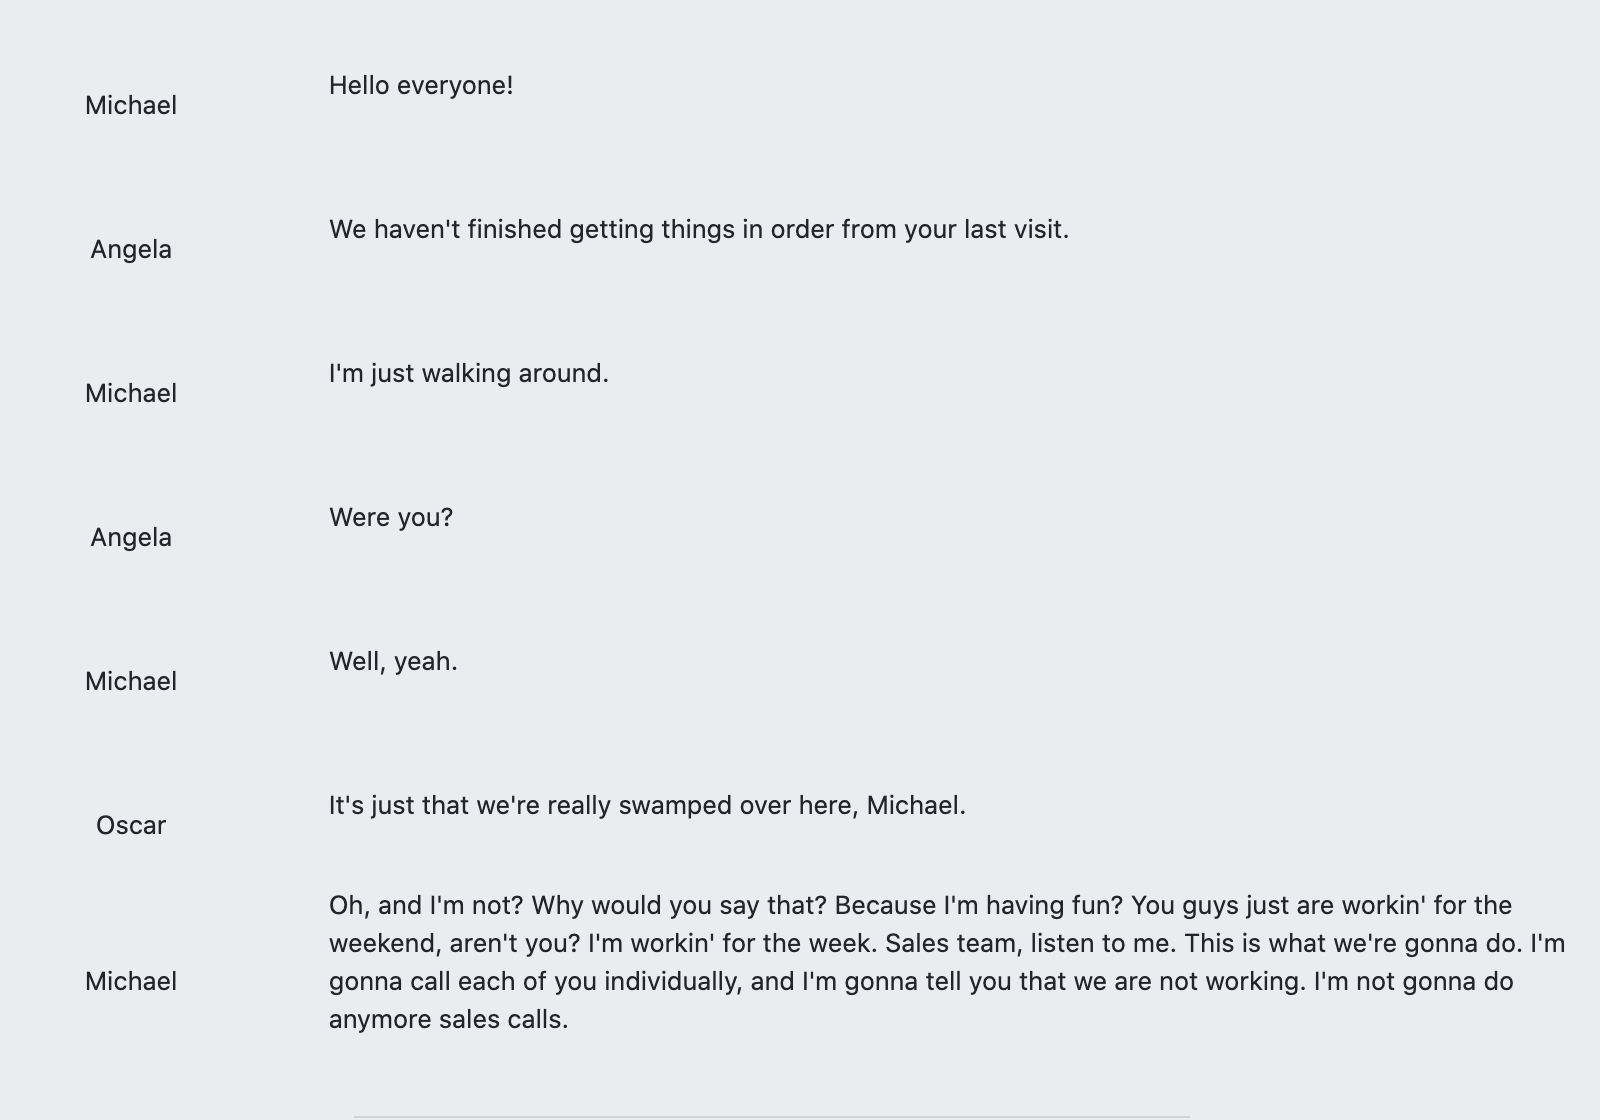 Michael
Hello everyone!
Angela
We haven't finished getting things in order from your last visit.
Michael
I'm just walking around.
Angela
Were you?
Michael
Well, yeah.
Oscar
It's just that we're really swamped over here, Michael.
Michael
Oh, and I'm not? Why would you say that? Because I'm having fun? You guys just are workin' for the
weekend, aren't you? I'm workin' for the week. Sales team, listen to me. This is what we're gonna do. I'm
gonna call each of you individually, and I'm gonna tell you that we are not working. I'm not gonna do
anymore sales calls.